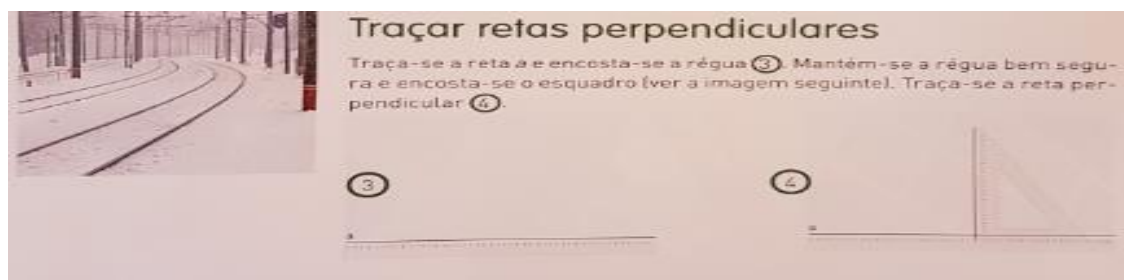 Traçar retas perpendiculares
Traça-se a reta a e encosta-se a régua ③. Mantém-se a régua bem segu-
ra e encosta-se o esquadro (ver a imagem seguinte). Traça-se a reta per-
pendicular ④.
③
④
a
a